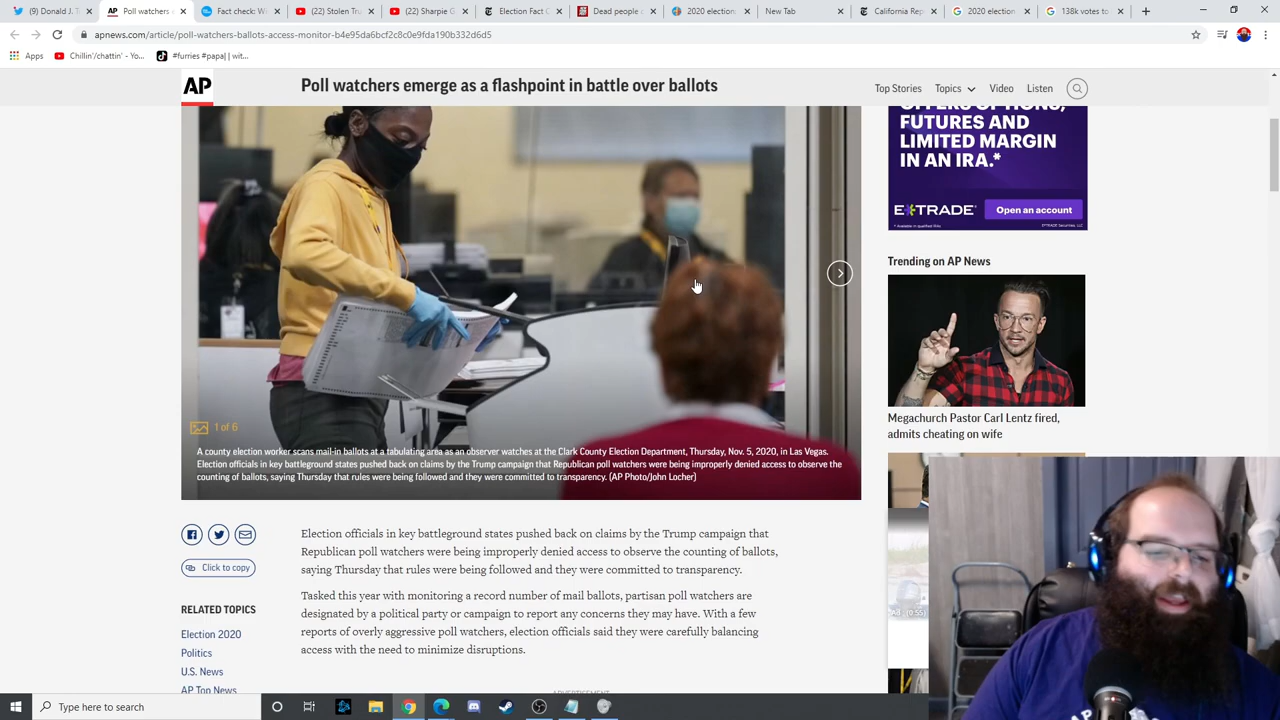 (9) Donald J. T
Poll watchers e
Fact check: W
(22) Stolen Tru
(22) Sharpie G
Election Fact C
Dead people c
2020 election
New Tab
California Rep
2020 election
138k votes to
apnews.com/article/poll-watchers-ballots-access-monitor-b4e95da6bcf2c8c0e9fda190b332d6d5
Apps
Chillin'/chattin' - Yo...
#furries #papa| | wit...
AP
Poll watchers emerge as a flashpoint in battle over ballots
Top Stories
Topics
Video
Listen
OFFERS OPTIONS,
FUTURES AND
LIMITED MARGIN
IN AN IRA.*
E*TRADE
Open an account
Trending on AP News
Megachurch Pastor Carl Lentz fired,
admits cheating on wife
1 of 6
A county election worker scans mail-in ballots at a tabulating area as an observer watches at the Clark County Election Department, Thursday, Nov. 5, 2020, in Las Vegas.
Election officials in key battleground states pushed back on claims by the Trump campaign that Republican poll watchers were being improperly denied access to observe the
counting of ballots, saying Thursday that rules were being followed and they were committed to transparency. (AP Photo/John Locher)
Click to copy
RELATED TOPICS
Election 2020
Politics
U.S. News
AP Top News
Election officials in key battleground states pushed back on claims by the Trump campaign that
Republican poll watchers were being improperly denied access to observe the counting of ballots,
saying Thursday that rules were being followed and they were committed to transparency.
Tasked this year with monitoring a record number of mail ballots, partisan poll watchers are
designated by a political party or campaign to report any concerns they may have. With a few
reports of overly aggressive poll watchers, election officials said they were carefully balancing
access with the need to minimize disruptions.
ADVERTISEMENT
Type here to search